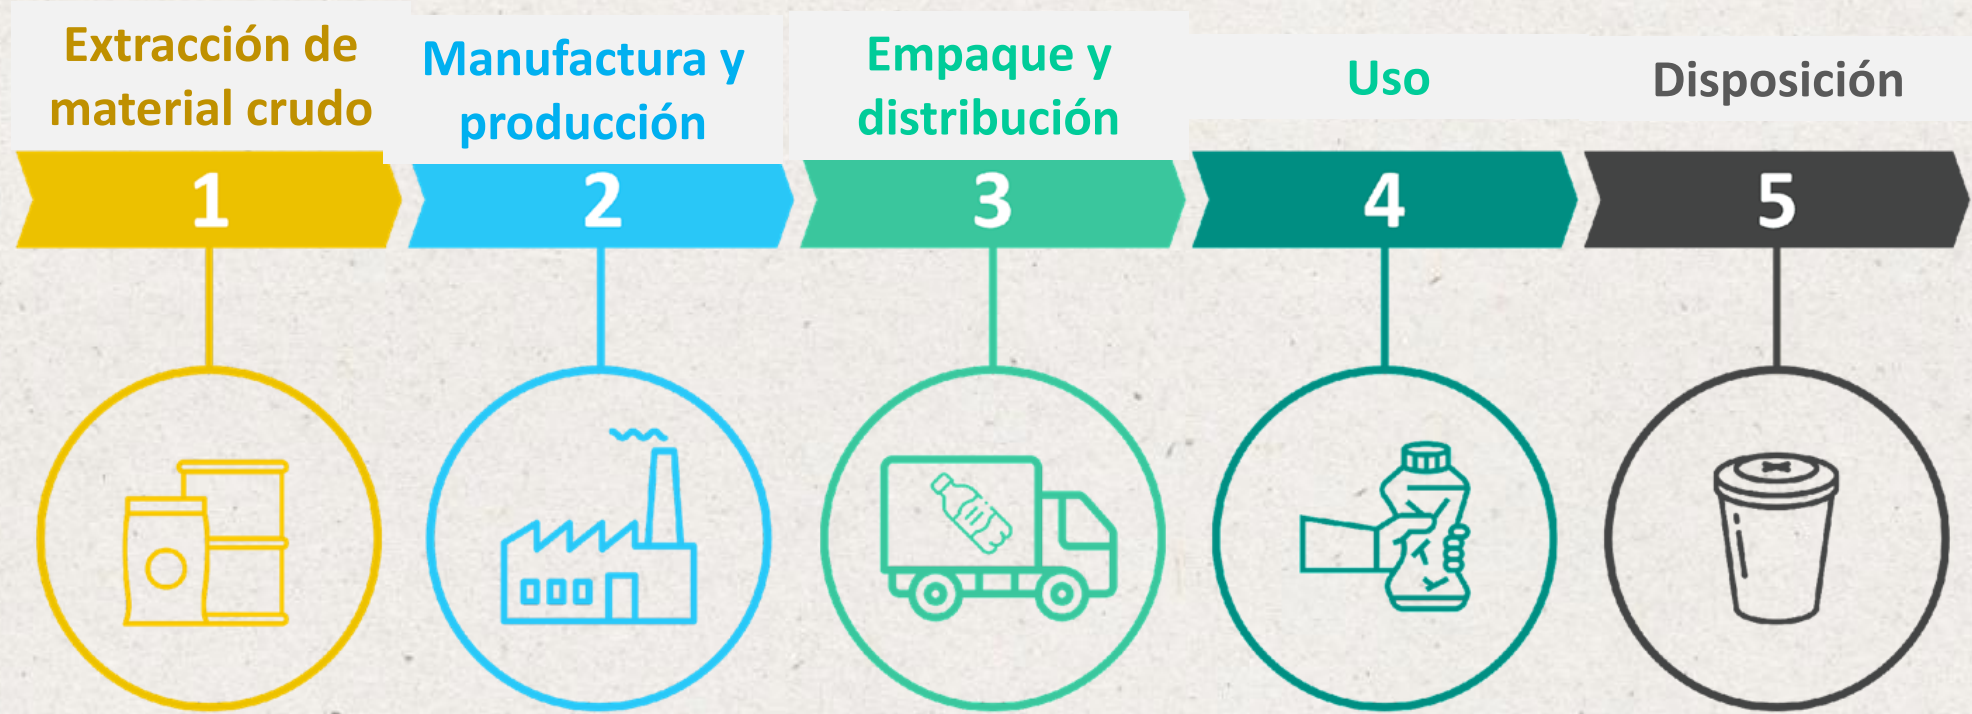 Extracción de
material crudo
Manufactura y
producción
Empaque y
distribución
Uso
Disposición
1
2
3
4
5